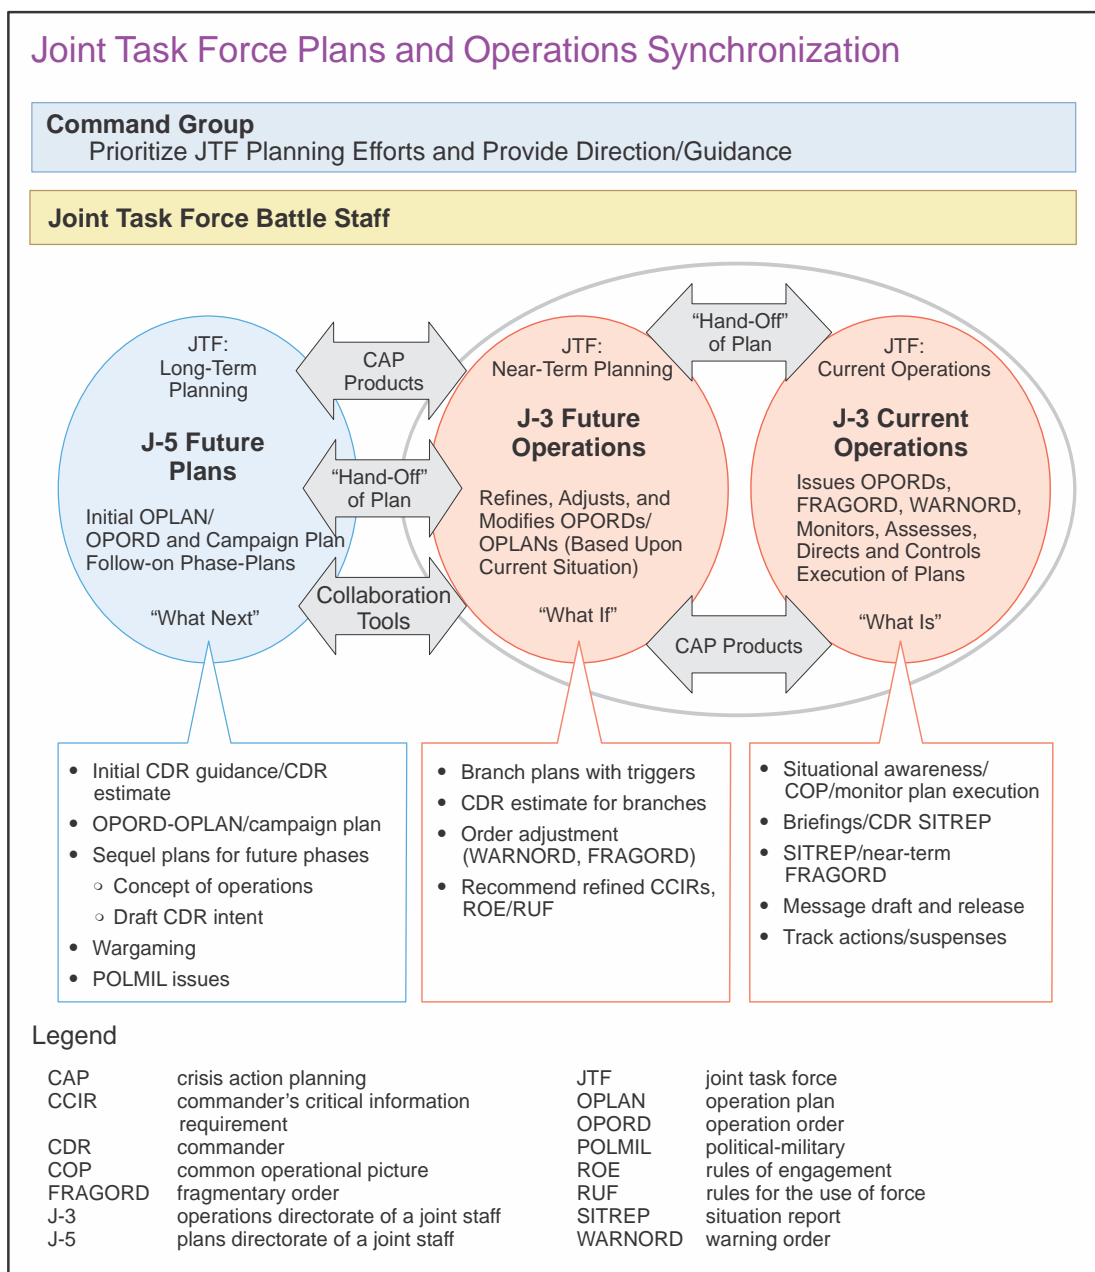 Joint Task Force Plans and Operations Synchronization
Command Group
Prioritize JTF Planning Efforts and Provide Direction/Guidance
Joint Task Force Battle Staff
JTF:
Long-Term
Planning
J-5 Future
Plans
Initial OPLAN/
OPORD and Campaign Plan
Follow-on Phase-Plans
“What Next”
CAP
Products
“Hand-Off”
of Plan
Collaboration
Tools
JTF:
Near-Term Planning
J-3 Future
Operations
Refines, Adjusts, and
Modifies OPORDs/
OPLANs (Based Upon
Current Situation)
“What If”
“Hand-Off”
of Plan
CAP Products
JTF:
Current Operations
J-3 Current
Operations
Issues OPORDs,
FRAGORD, WARNORD,
Monitors, Assesses,
Directs and Controls
Execution of Plans
“What Is”
• Initial CDR guidance/CDR
estimate
• OPORD-OPLAN/campaign plan
• Sequel plans for future phases
○ Concept of operations
○ Draft CDR intent
• Wargaming
• POLMIL issues
• Branch plans with triggers
• CDR estimate for branches
• Order adjustment
(WARNORD, FRAGORD)
• Recommend refined CCIRs,
ROE/RUF
• Situational awareness/
COP/monitor plan execution
• Briefings/CDR SITREP
• SITREP/near-term
FRAGORD
• Message draft and release
• Track actions/suspenses
Legend
CAP crisis action planning
CCIR commander’s critical information
requirement
CDR commander
COP common operational picture
FRAGORD fragmentary order
J-3 operations directorate of a joint staff
J-5 plans directorate of a joint staff
JTF joint task force
OPLAN operation plan
OPORD operation order
POLMIL political-military
ROE rules of engagement
RUF rules for the use of force
SITREP situation report
WARNORD warning order